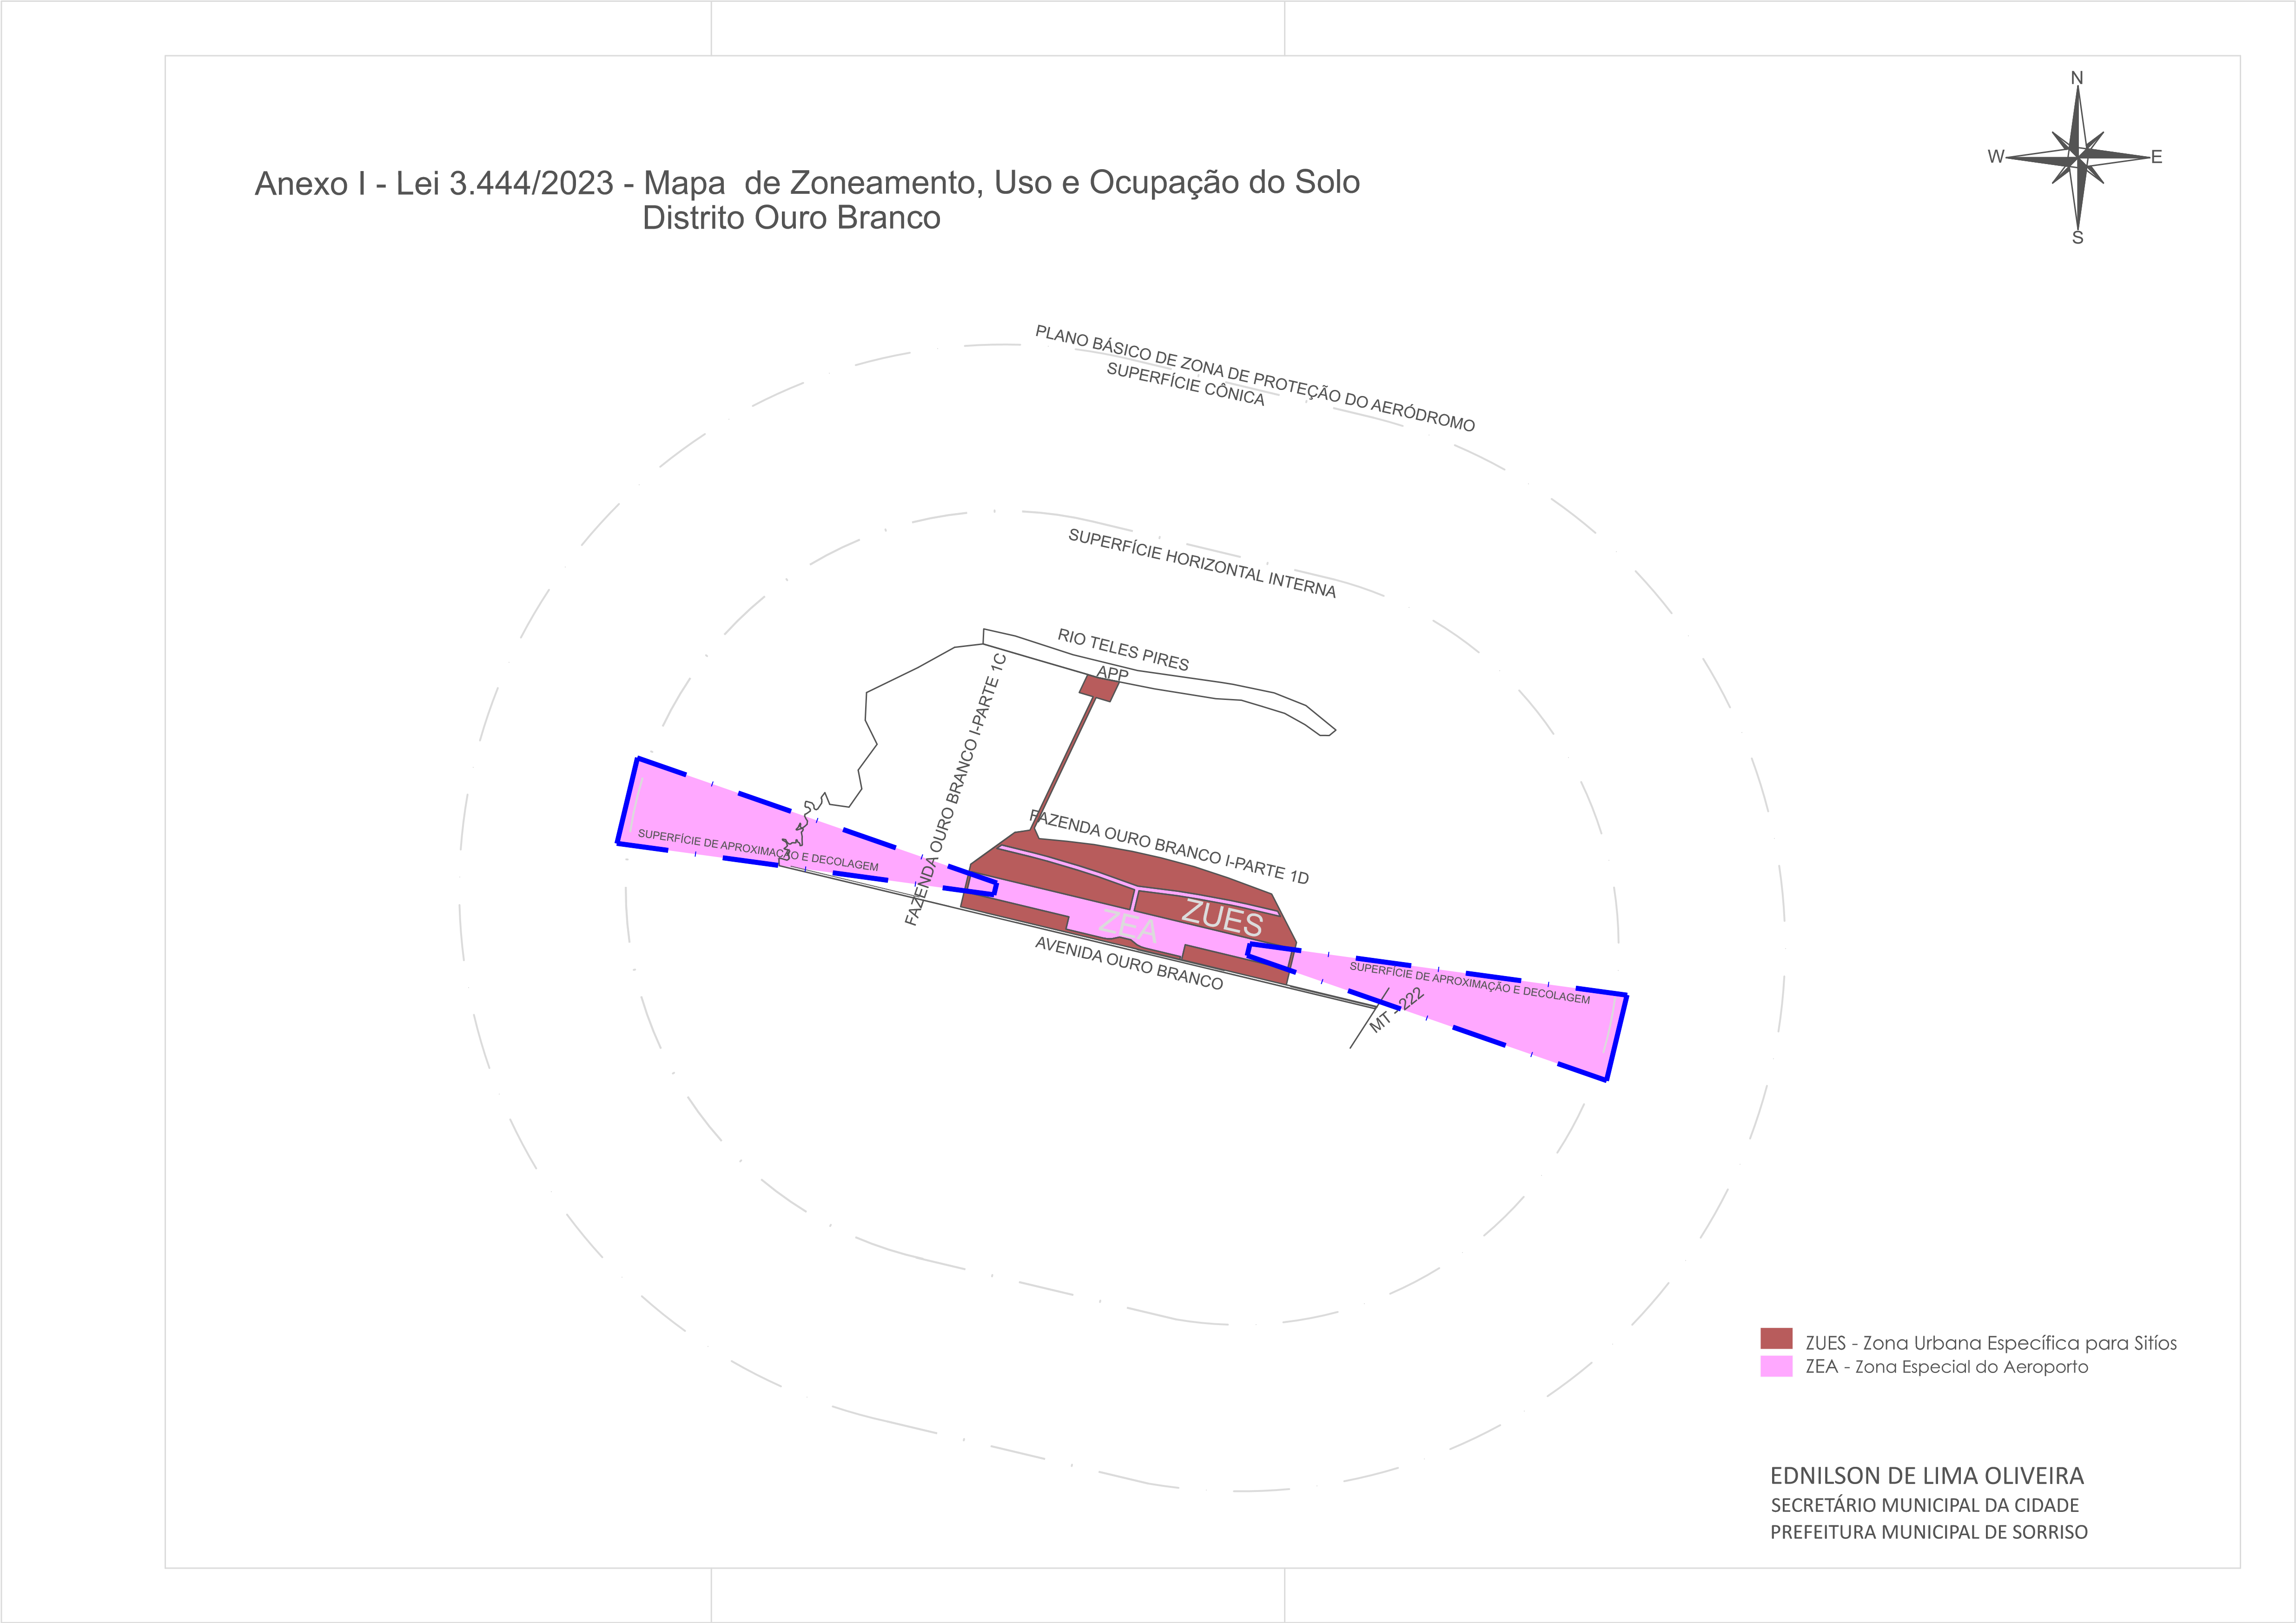 N
W E
S
Anexo I - Lei 3.444/2023 - Mapa de Zoneamento, Uso e Ocupação do Solo
Distrito Ouro Branco
PLANO BÁSICO DE ZONA DE PROTEÇÃO DO AERÓDROMO
SUPERFÍCIE CÔNICA
SUPERFÍCIE HORIZONTAL INTERNA
RIO TELES PIRES
APP
FAZENDA OURO BRANCO I-PARTE 1C
FAZENDA OURO BRANCO I-PARTE 1D
SUPERFÍCIE DE APROXIMAÇÃO E DECOLAGEM
ZUES
ZEA
AVENIDA OURO BRANCO
SUPERFÍCIE DE APROXIMAÇÃO E DECOLAGEM
MT - 222
ZUES - Zona Urbana Específica para Sitíos
ZEA - Zona Especial do Aeroporto
EDNILSON DE LIMA OLIVEIRA
SECRETÁRIO MUNICIPAL DA CIDADE
PREFEITURA MUNICIPAL DE SORRISO